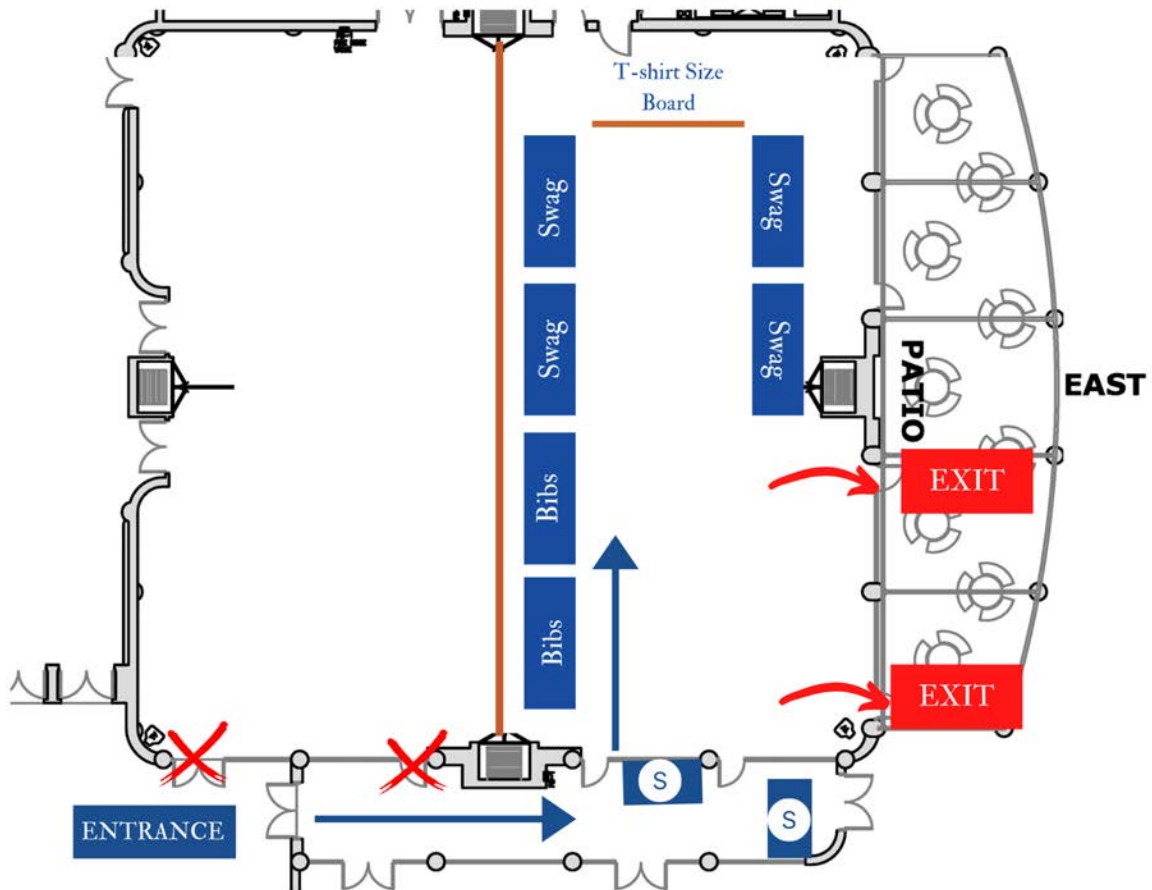 T-shirt Size
Board
Swag
Swag
Swag
Swag
PATIO
EAST
Bibs
EXIT
Bibs
EXIT
S
S
ENTRANCE